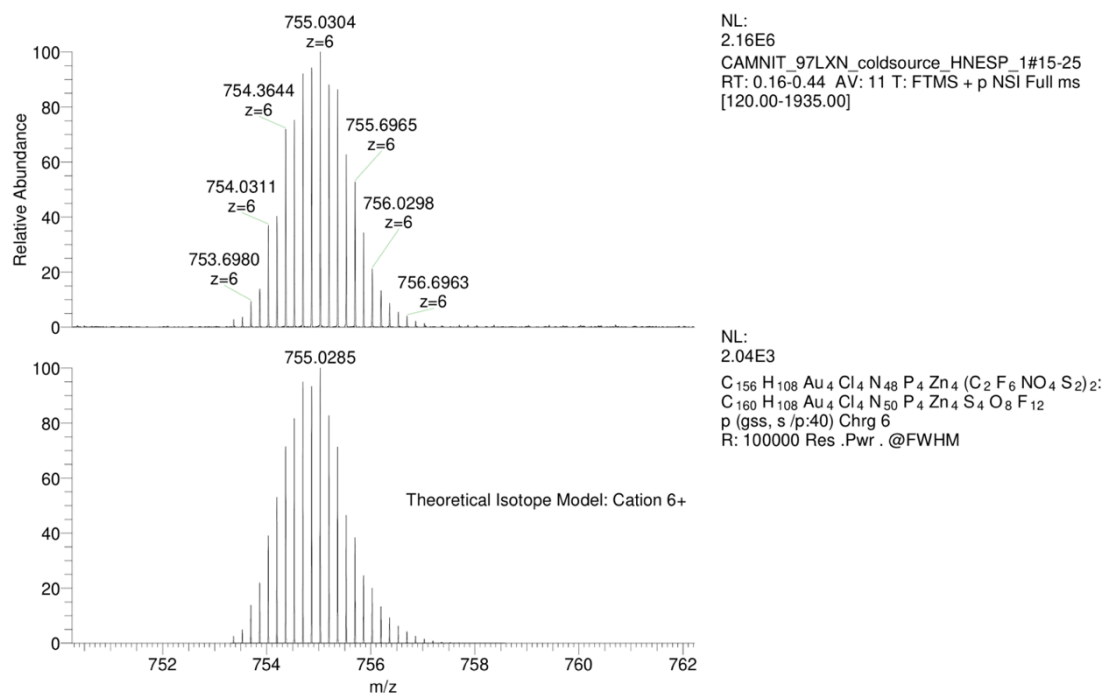 NL:
2.16E6
CAMNIT_97LXN_coldsource_HNESP_1#15-25
RT: 0.16-0.44 AV: 11 T: FTMS + p NSI Full ms
[120.00-1935.00]
755.0304
z=6
754.3644
z=6
755.6965
z=6
754.0311
z=6
756.0298
z=6
753.6980
z=6
756.6963
z=6
100
80
60
40
20
0
Relative Abundance
NL:
2.04E3
C156 H108 Au4 Cl4 N48 P4 Zn4 (C2 F6 NO4 S2)2:
C160 H108 Au4 Cl4 N50 P4 Zn4 S4 O8 F12
p (gss, s /p:40) Chrg 6
R: 100000 Res .Pwr . @FWHM
755.0285
100
80
60
40
20
0
Theoretical Isotope Model: Cation 6+
752 754 756 758 760 762
m/z